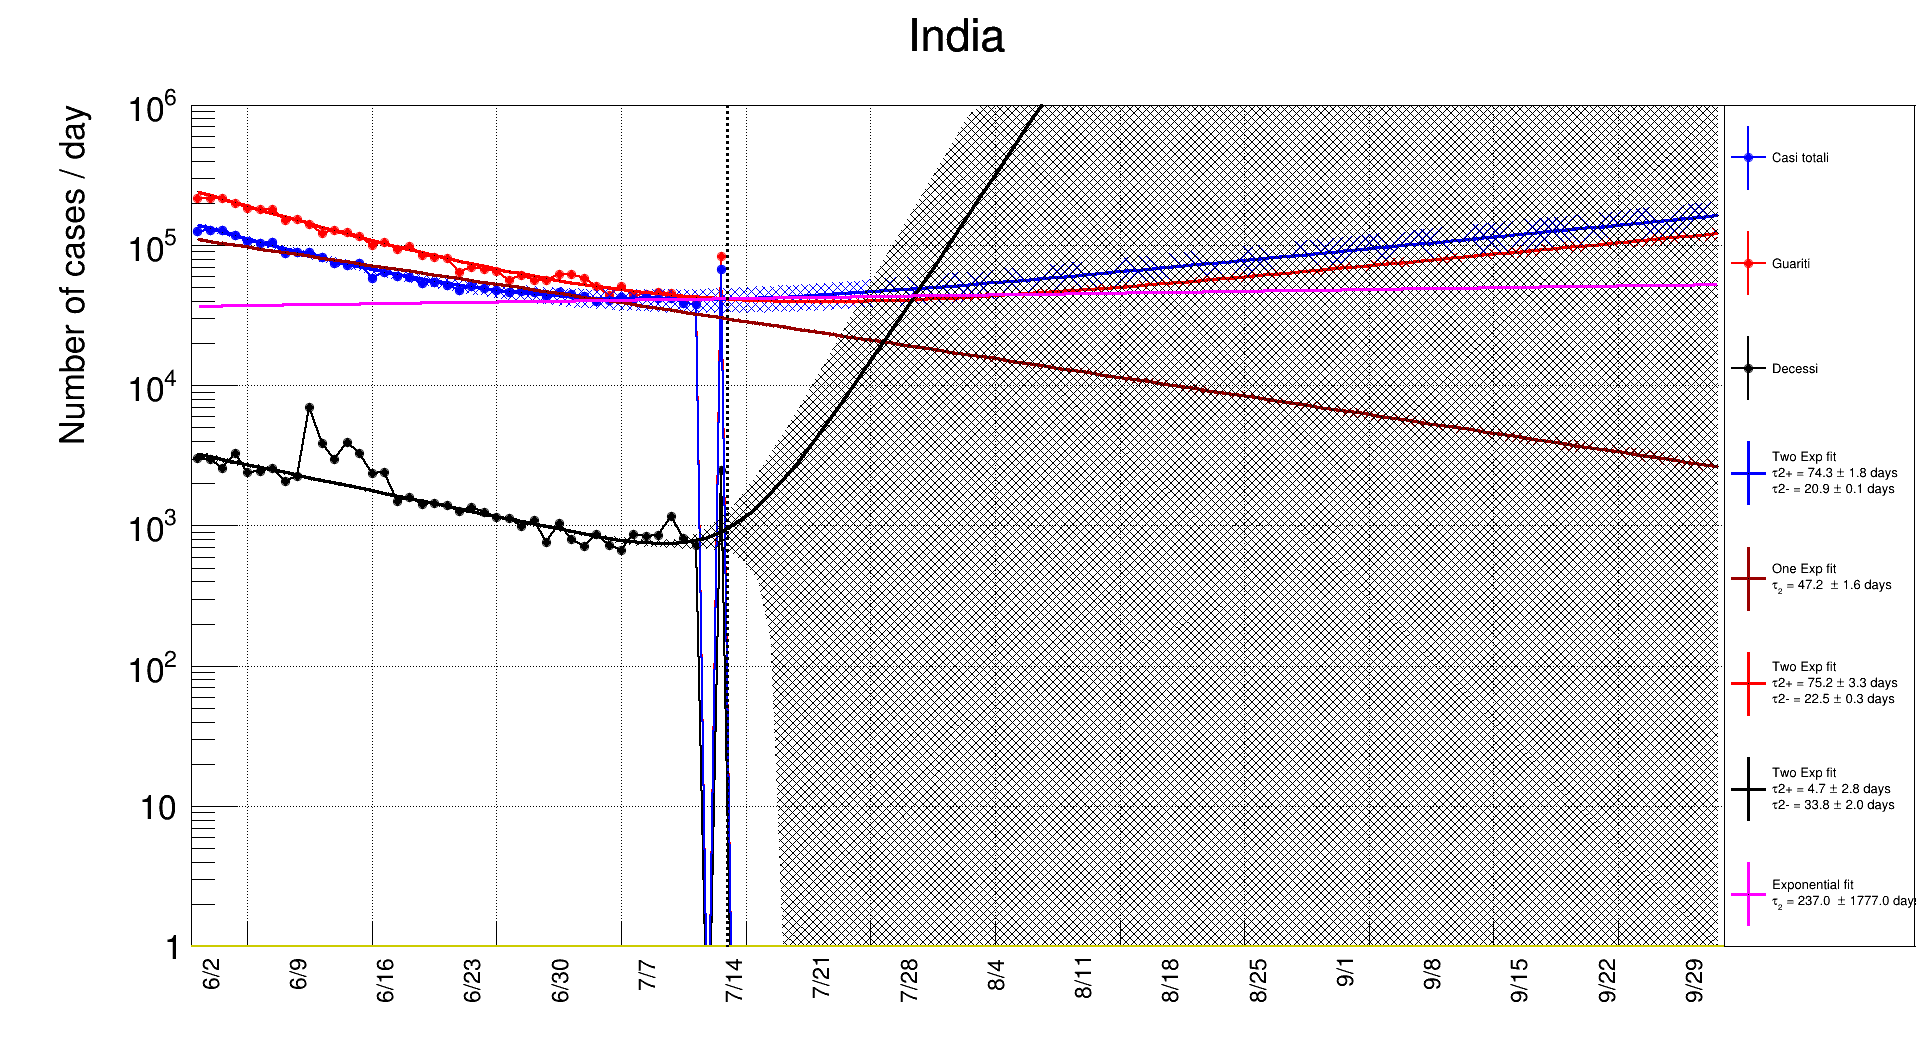 India
Number of cases / day
10^6
10^5
10^4
10^3
10^2
10
1
6/2
6/9
6/16
6/23
6/30
7/7
7/14
7/21
7/28
8/4
8/11
8/18
8/25
9/1
9/8
9/15
9/22
9/29
Casi totali
Guariti
Decessi
Two Exp fit
τ2+ = 74.3 ± 1.8 days
τ2- = 20.9 ± 0.1 days
One Exp fit
τ₂ = 47.2 ± 1.6 days
Two Exp fit
τ2+ = 75.2 ± 3.3 days
τ2- = 22.5 ± 0.3 days
Two Exp fit
τ2+ = 4.7 ± 2.8 days
τ2- = 33.8 ± 2.0 days
Exponential fit
τ₂ = 237.0 ± 1777.0 days